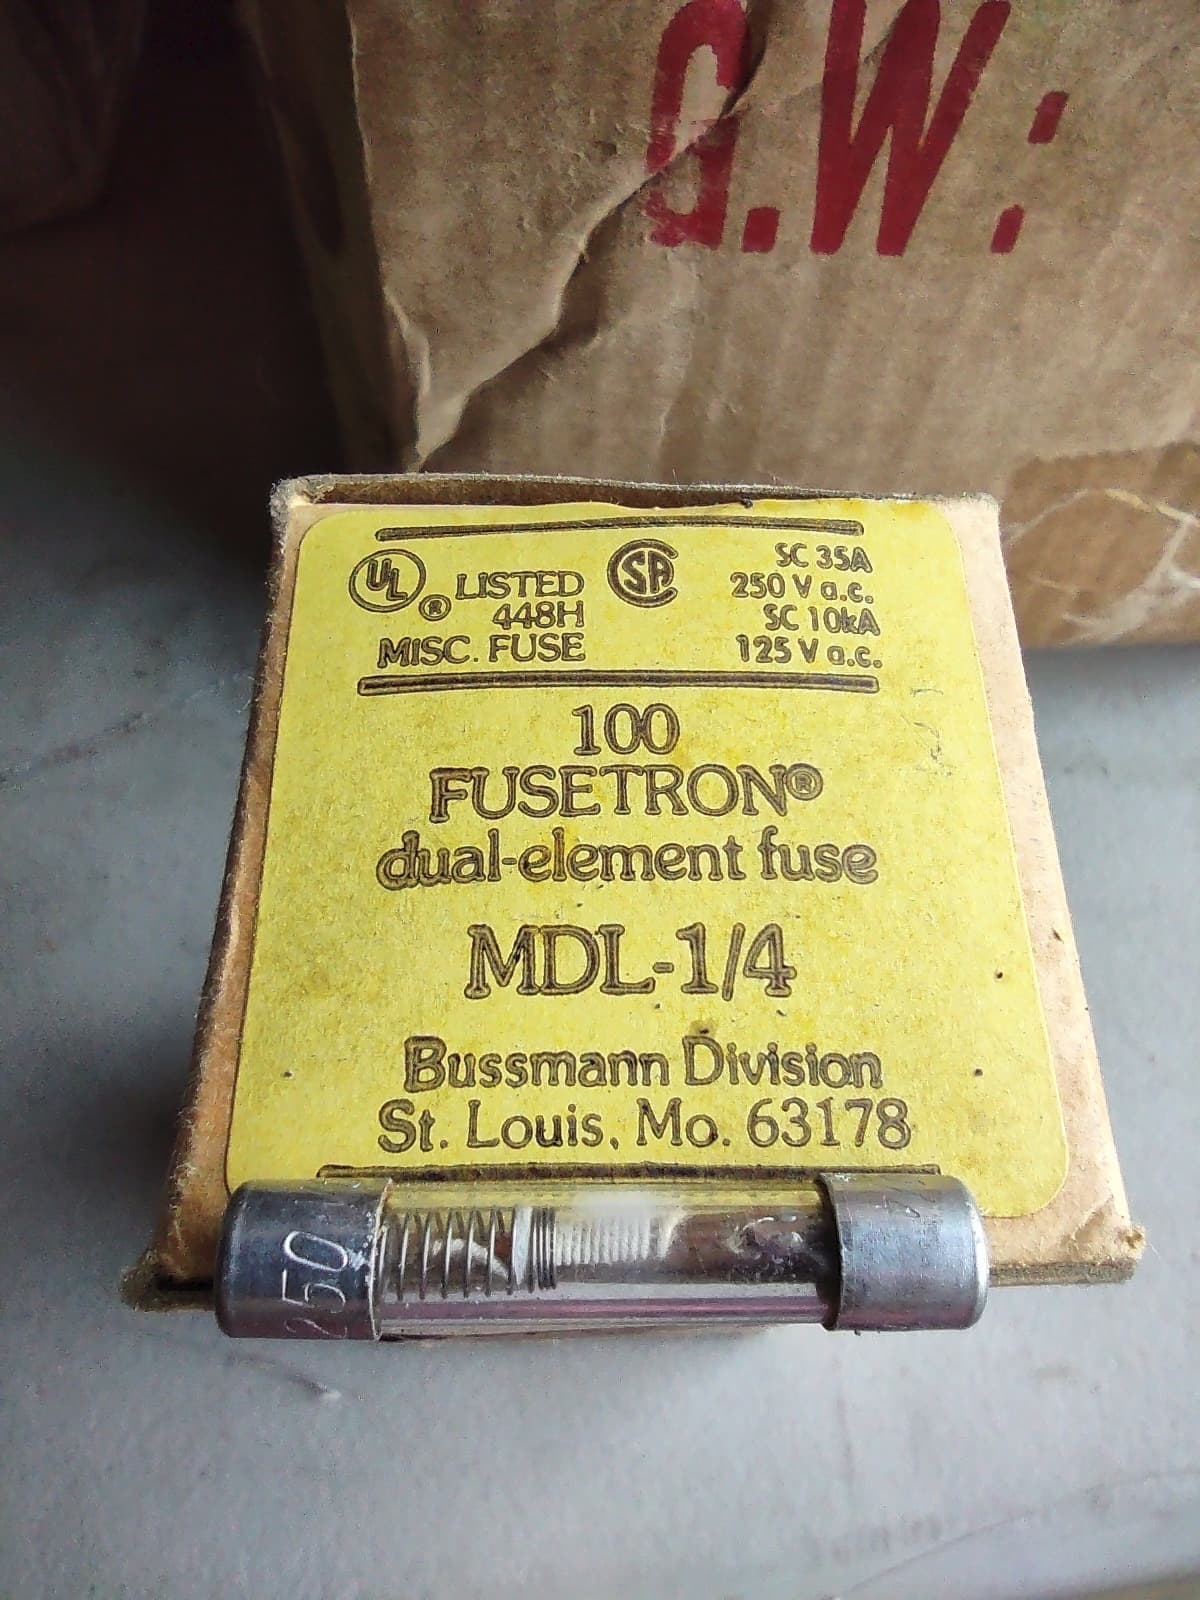 G.W:
UL ® LISTED
448H
MISC. FUSE
SA
SC 35A
250 V a.c.
SC 10kA
125 V a.c.
100
FUSETRON®
dual-element fuse
MDL-1/4
Bussmann Division
St. Louis, Mo. 63178
250